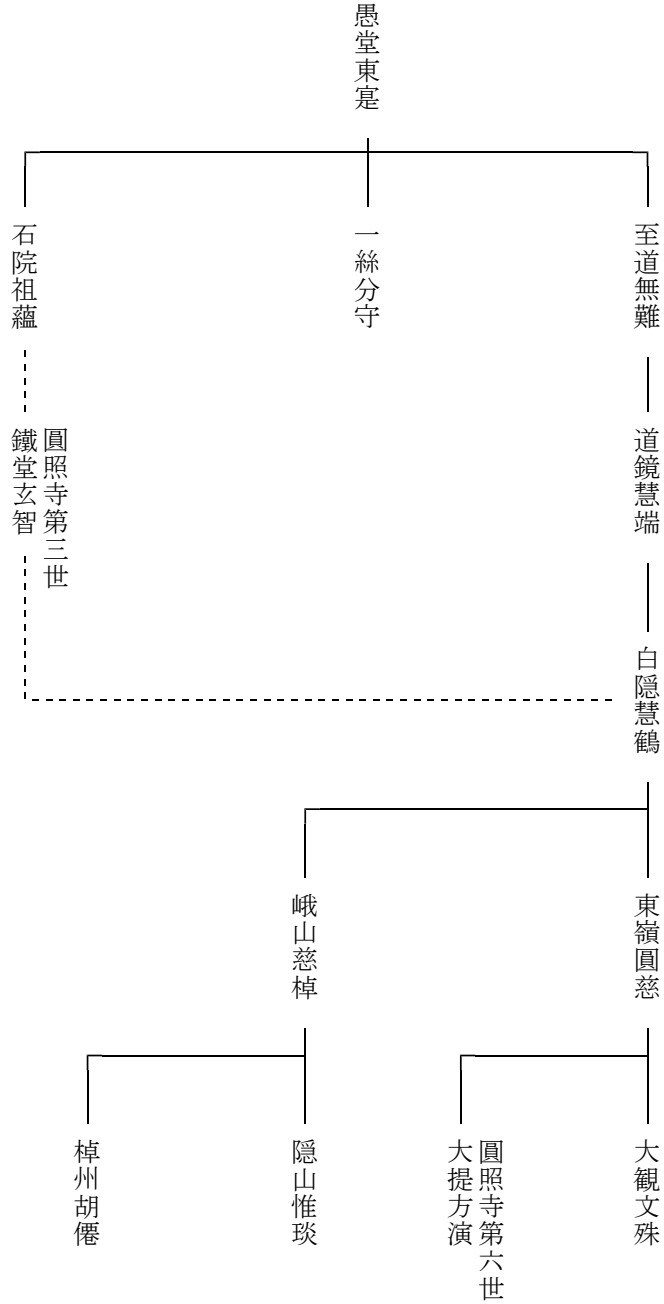 愚堂東寔
至道無難
一絲分守
石院祖蘊
道鏡慧端
圓照寺第三世
鐵堂玄智
白隠慧鶴
東嶺圓慈
峨山慈棹
大観文殊
圓照寺第六世
大提方演
隠山惟琰
棹州胡僊